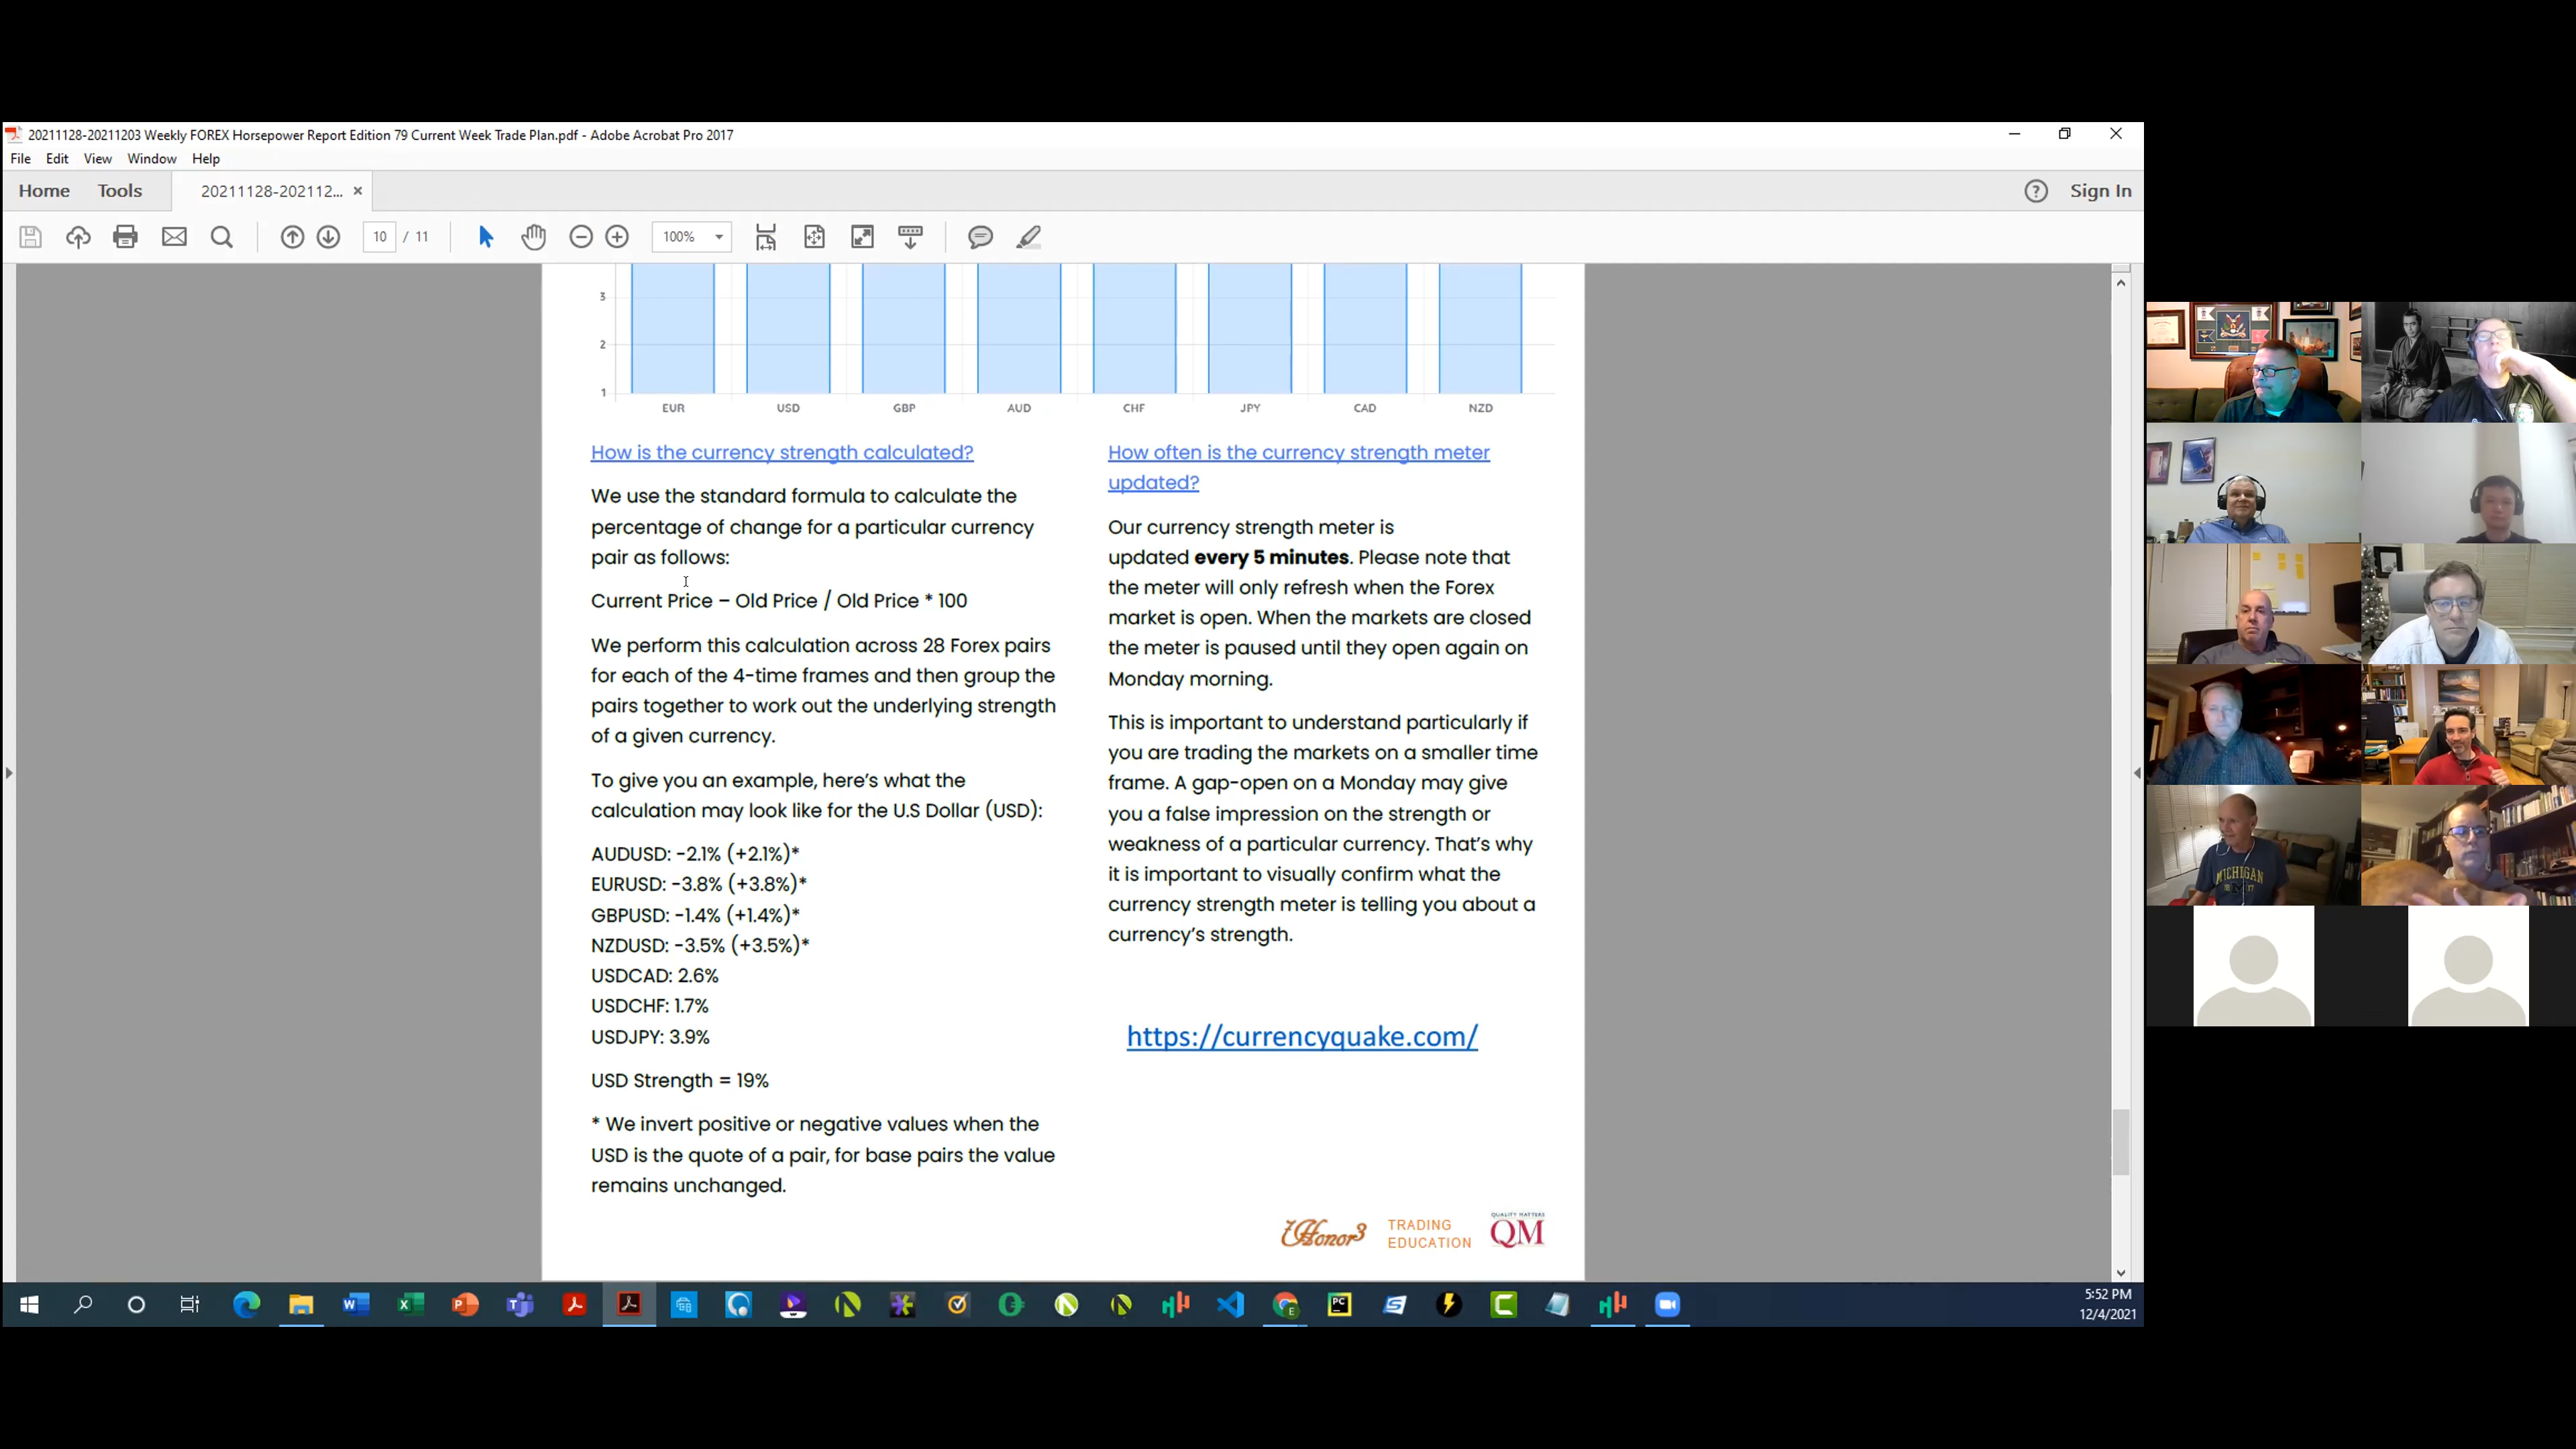 20211128-20211203 Weekly FOREX Horsepower Report Edition 79 Current Week Trade Plan.pdf - Adobe Acrobat Pro 2017
File Edit View Window Help
Home Tools 20211128-202112... × Sign In
10 / 11 100%
3
2
1
EUR USD GBP AUD CHF JPY CAD NZD
How is the currency strength calculated?
We use the standard formula to calculate the
percentage of change for a particular currency
pair as follows:
Current Price – Old Price / Old Price * 100
We perform this calculation across 28 Forex pairs
for each of the 4-time frames and then group the
pairs together to work out the underlying strength
of a given currency.
To give you an example, here's what the
calculation may look like for the U.S Dollar (USD):
AUDUSD: -2.1% (+2.1%)*
EURUSD: -3.8% (+3.8%)*
GBPUSD: -1.4% (+1.4%)*
NZDUSD: -3.5% (+3.5%)*
USDCAD: 2.6%
USDCHF: 1.7%
USDJPY: 3.9%
USD Strength = 19%
* We invert positive or negative values when the
USD is the quote of a pair, for base pairs the value
remains unchanged.
How often is the currency strength meter
updated?
Our currency strength meter is
updated every 5 minutes. Please note that
the meter will only refresh when the Forex
market is open. When the markets are closed
the meter is paused until they open again on
Monday morning.
This is important to understand particularly if
you are trading the markets on a smaller time
frame. A gap-open on a Monday may give
you a false impression on the strength or
weakness of a particular currency. That's why
it is important to visually confirm what the
currency strength meter is telling you about a
currency's strength.
https://currencyquake.com/
Honor3
TRADING
EDUCATION
QUALITY MATTERS
QM
MICHIGAN
5:52 PM
12/4/2021